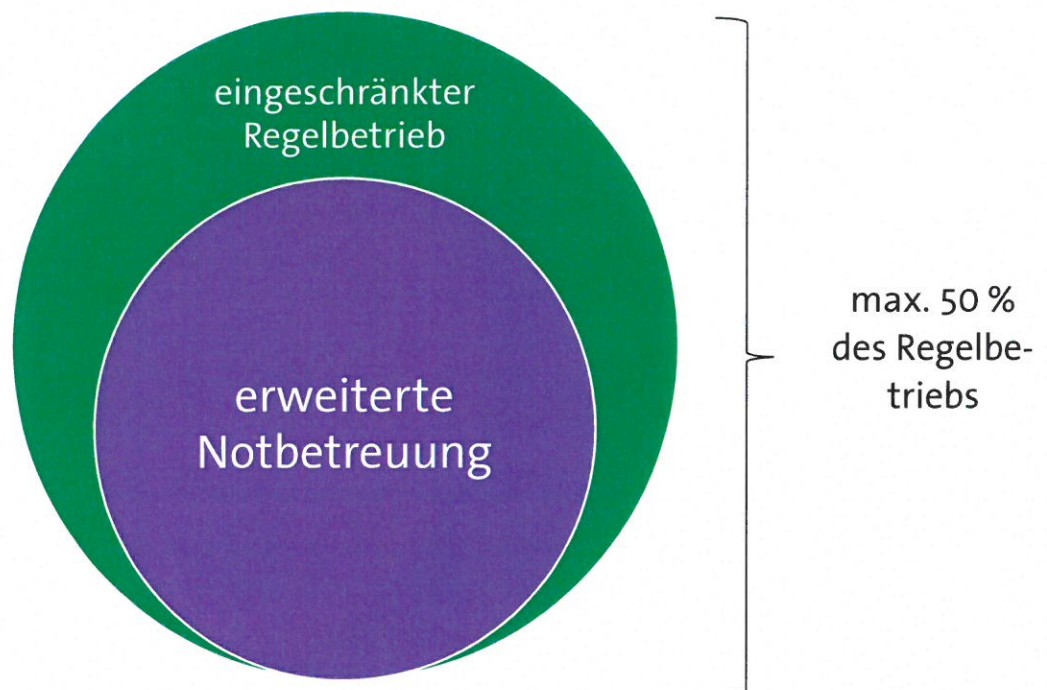 eingeschränkter
Regelbetrieb
erweiterte
Notbetreuung
max. 50 %
des Regelbe-
triebs